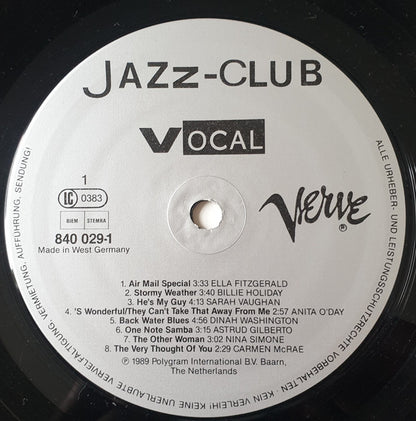 JAZZ-CLUB
VOCAL
1
LC 0383
BIEM STEMRA
840 029-1
Made in West Germany
Verve ®
1. Air Mail Special 3:33 ELLA FITZGERALD
2. Stormy Weather 3:40 BILLIE HOLIDAY
3. He's My Guy 4:13 SARAH VAUGHAN
4. 'S Wonderful/They Can't Take That Away From Me 2:57 ANITA O'DAY
5. Back Water Blues 4:56 DINAH WASHINGTON
6. One Note Samba 3:15 ASTRUD GILBERTO
7. The Other Woman 3:02 NINA SIMONE
8. The Very Thought Of You 2:29 CARMEN McRAE
℗ 1989 Polygram International B.V. Baarn,
The Netherlands
ALLE URHEBER- UND LEISTUNGSSCHUTZRECHTE VORBEHALTEN · KEIN VERLEIH! KEINE UNERLAUBTE VERVIELFÄLTIGUNG, VERMIETUNG, AUFFÜHRUNG, SENDUNG!